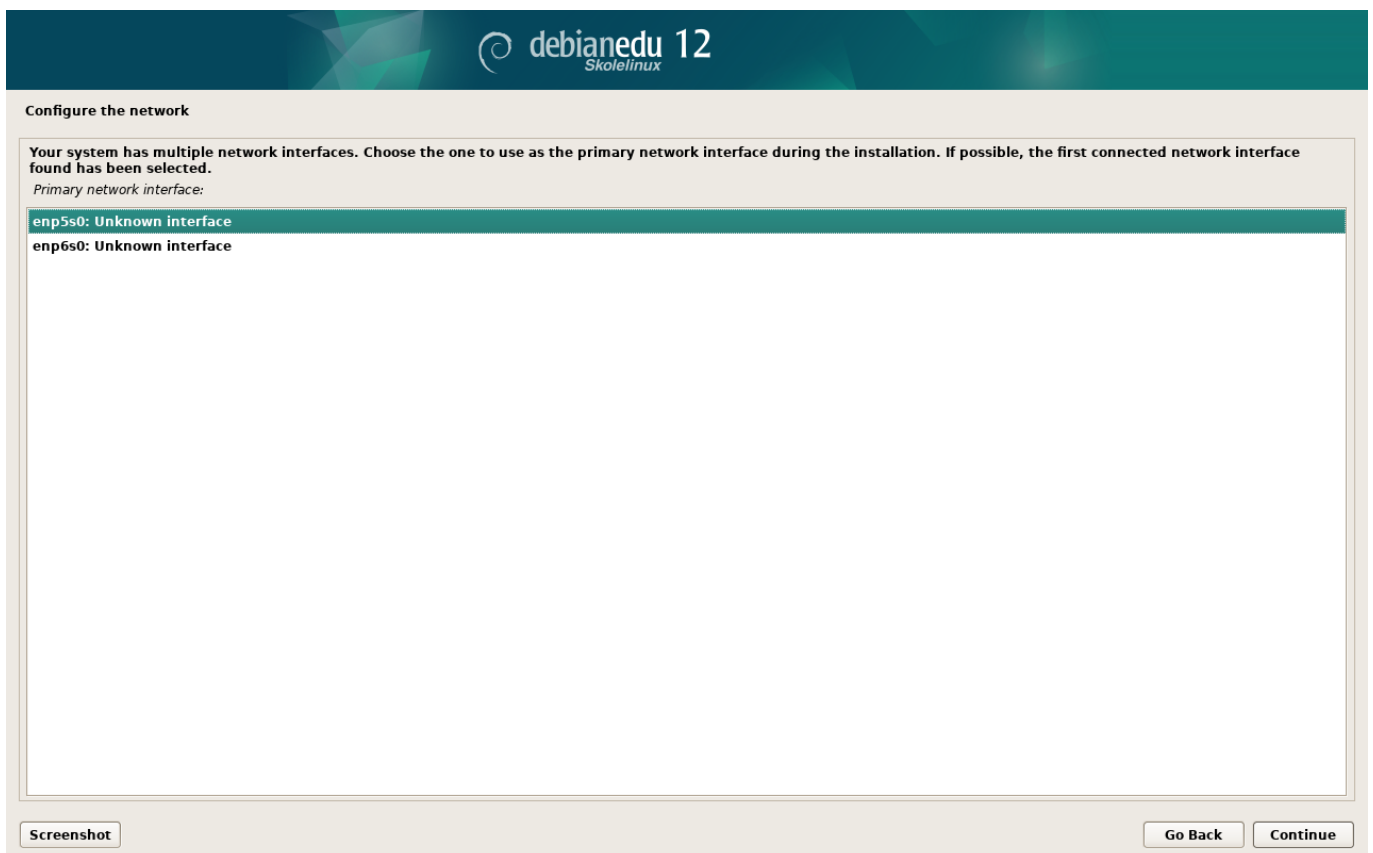 debianedu 12
Skolelinux
Configure the network
Your system has multiple network interfaces. Choose the one to use as the primary network interface during the installation. If possible, the first connected network interface
found has been selected.
Primary network interface:
enp5s0: Unknown interface
enp6s0: Unknown interface
Screenshot
Go Back
Continue